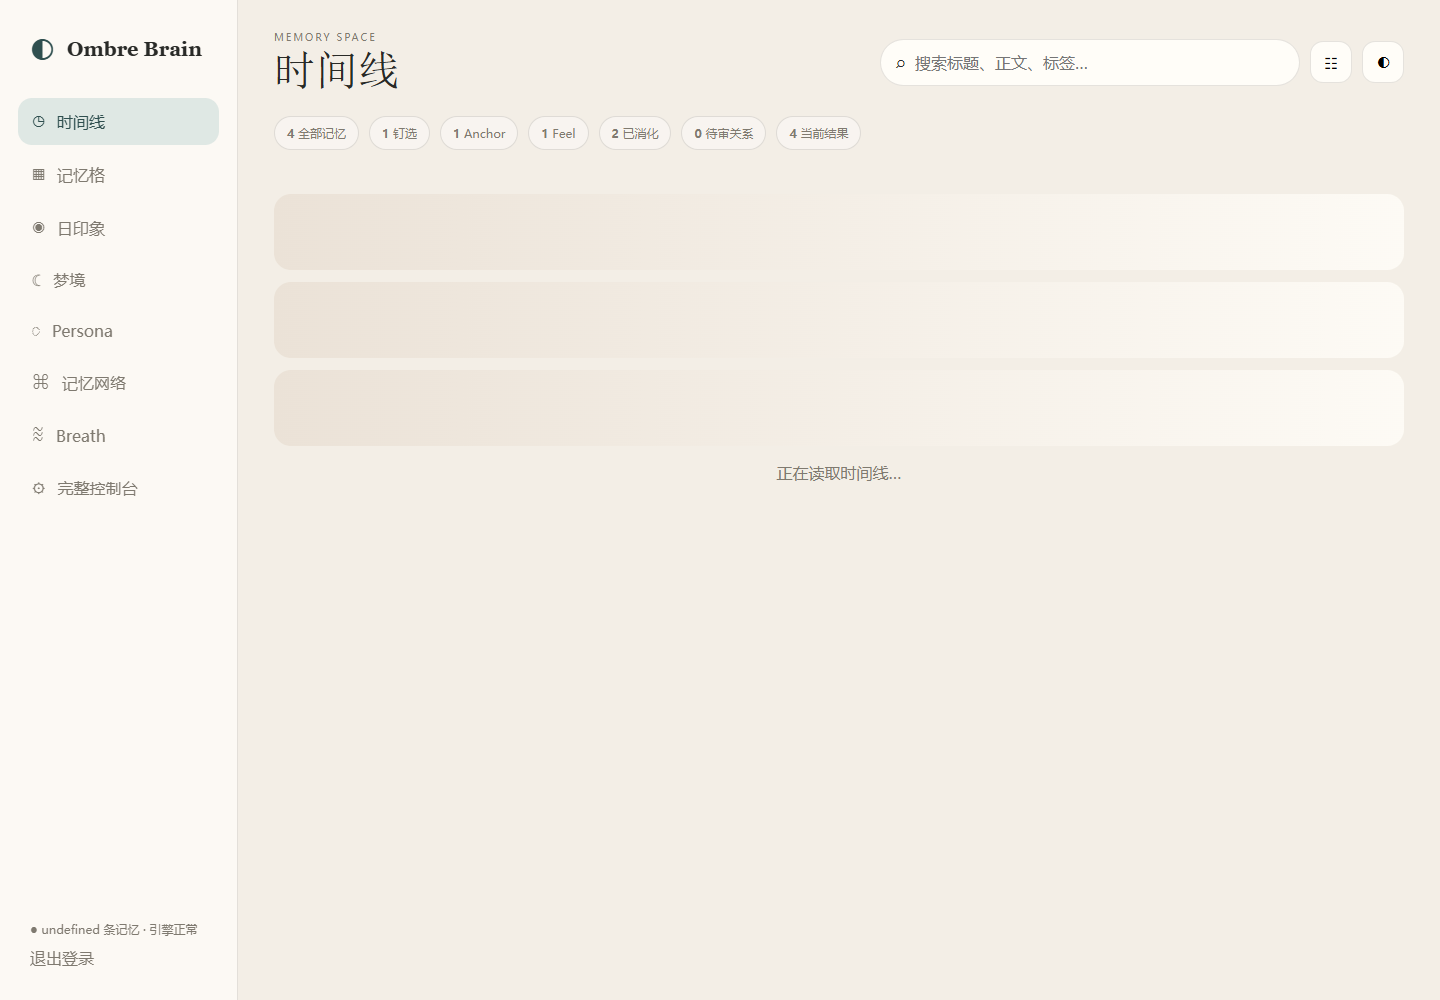 Ombre Brain
时间线
记忆格
日印象
梦境
Persona
记忆网络
Breath
完整控制台
● undefined 条记忆 · 引擎正常
退出登录
MEMORY SPACE
时间线
搜索标题、正文、标签...
4 全部记忆
1 钉选
1 Anchor
1 Feel
2 已消化
0 待审关系
4 当前结果
正在读取时间线...